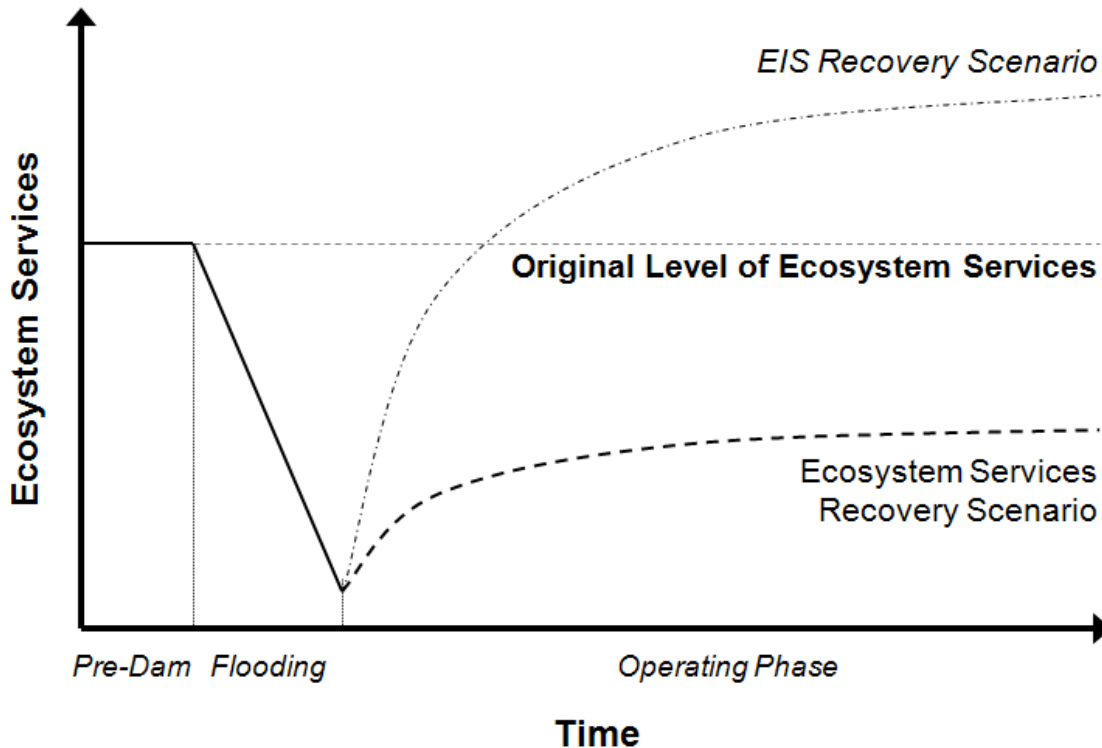 EIS Recovery Scenario
Ecosystem Services
Original Level of Ecosystem Services
Ecosystem Services
Recovery Scenario
Pre-Dam Flooding Operating Phase
Time